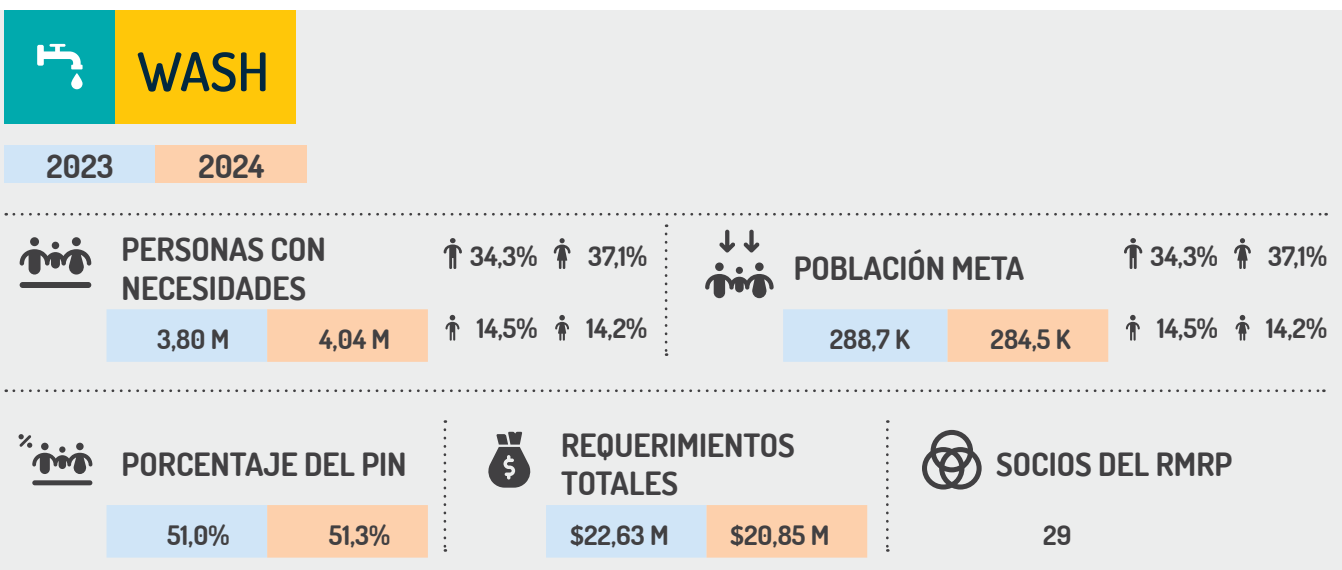 WASH
2023 2024
PERSONAS CON
NECESIDADES
3,80 M 4,04 M
34,3% 37,1%
14,5% 14,2%
POBLACIÓN META
288,7 K 284,5 K
34,3% 37,1%
14,5% 14,2%
% PORCENTAJE DEL PIN
51,0% 51,3%
$ REQUERIMIENTOS
TOTALES
$22,63 M $20,85 M
SOCIOS DEL RMRP
29